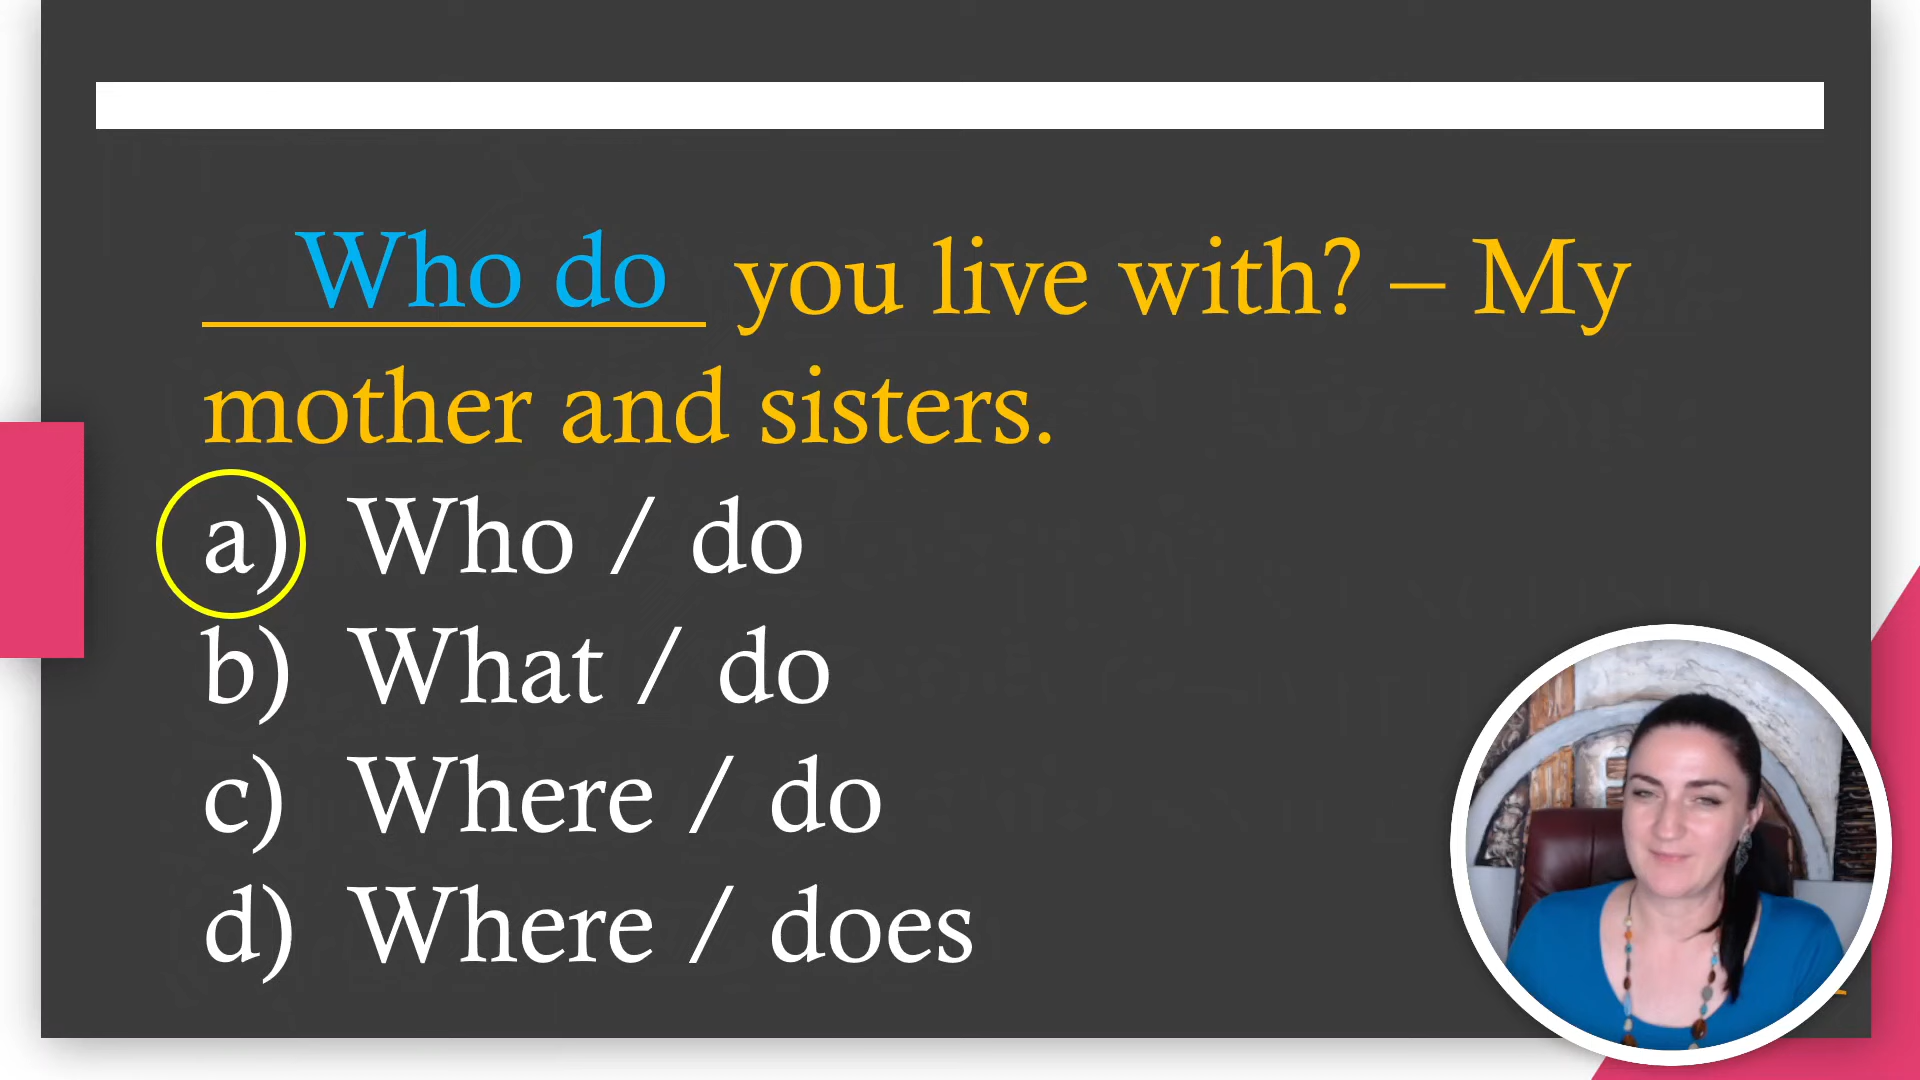 Who do you live with? – My
mother and sisters.
a) Who / do
b) What / do
c) Where / do
d) Where / does